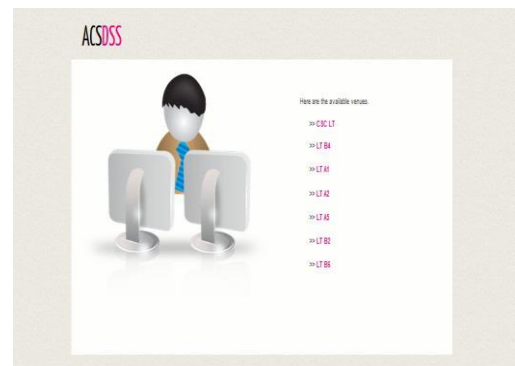 ACSDSS
Here are the available venues.
>> CSC LT
>> LT B4
>> LT A1
>> LT A2
>> LT A5
>> LT B2
>> LT B6